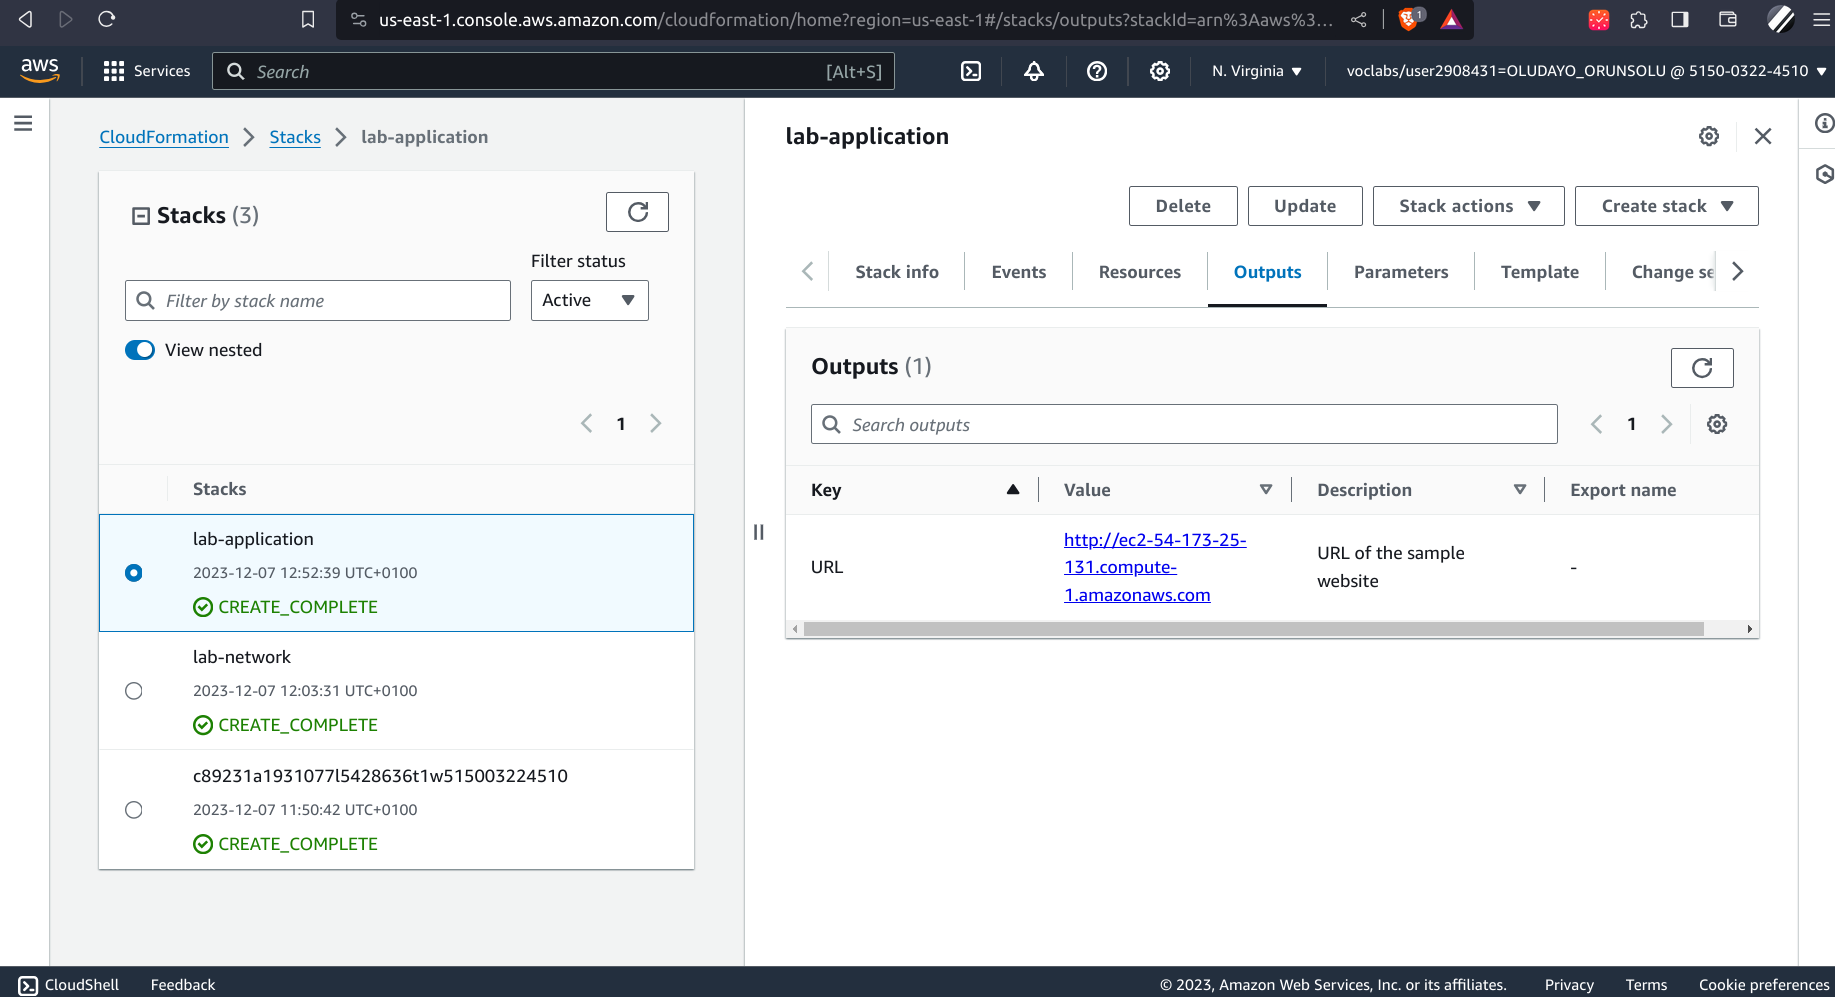 us-east-1.console.aws.amazon.com/cloudformation/home?region=us-east-1#/stacks/outputs?stackId=arn%3Aaws%3...
1
aws
Services
Search
[Alt+S]
N. Virginia
voclabs/user2908431=OLUDAYO_ORUNSOLU @ 5150-0322-4510
CloudFormation
Stacks
lab-application
Stacks (3)
Filter status
Filter by stack name
Active
View nested
1
Stacks
lab-application
2023-12-07 12:52:39 UTC+0100
CREATE_COMPLETE
lab-network
2023-12-07 12:03:31 UTC+0100
CREATE_COMPLETE
c89231a1931077l5428636t1w515003224510
2023-12-07 11:50:42 UTC+0100
CREATE_COMPLETE
lab-application
Delete
Update
Stack actions
Create stack
Stack info
Events
Resources
Outputs
Parameters
Template
Change se
Outputs (1)
Search outputs
1
Key
Value
Description
Export name
URL
http://ec2-54-173-25-
131.compute-
1.amazonaws.com
URL of the sample
website
-
CloudShell
Feedback
© 2023, Amazon Web Services, Inc. or its affiliates.
Privacy
Terms
Cookie preferences